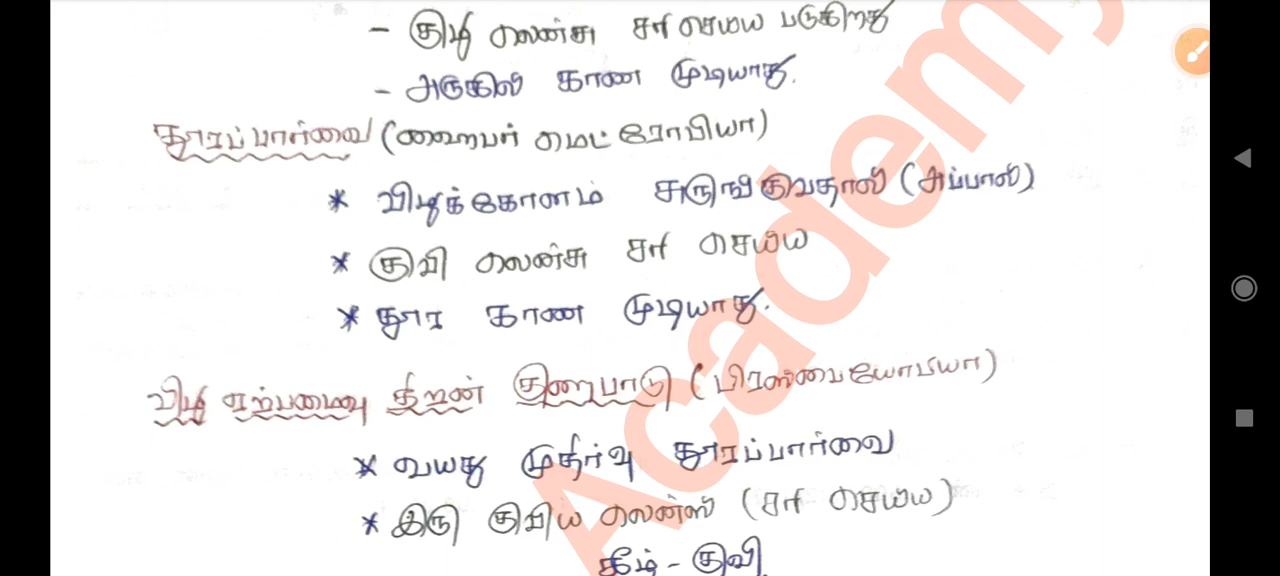 - குழி லென்சு சரி செய்ய படுகிறது
- அருகில் காண முடியாது.
தூரப்பார்வை (ஹைபர் மைட்ரோபியா)
* விழிக்கோளம் சுருங்குவதால் (அப்பால்)
* குவி லென்சு சரி செய்ய
* தூர காண முடியாது.
விழி ஏற்பமைவு திறன் குறைபாடு (பிரஸ்பையோபியா)
* வயது முதிர்வு தூரப்பார்வை
* இரு குவிய லென்ஸ் (சரி செய்ய)
கீழ் - குவி
Academy